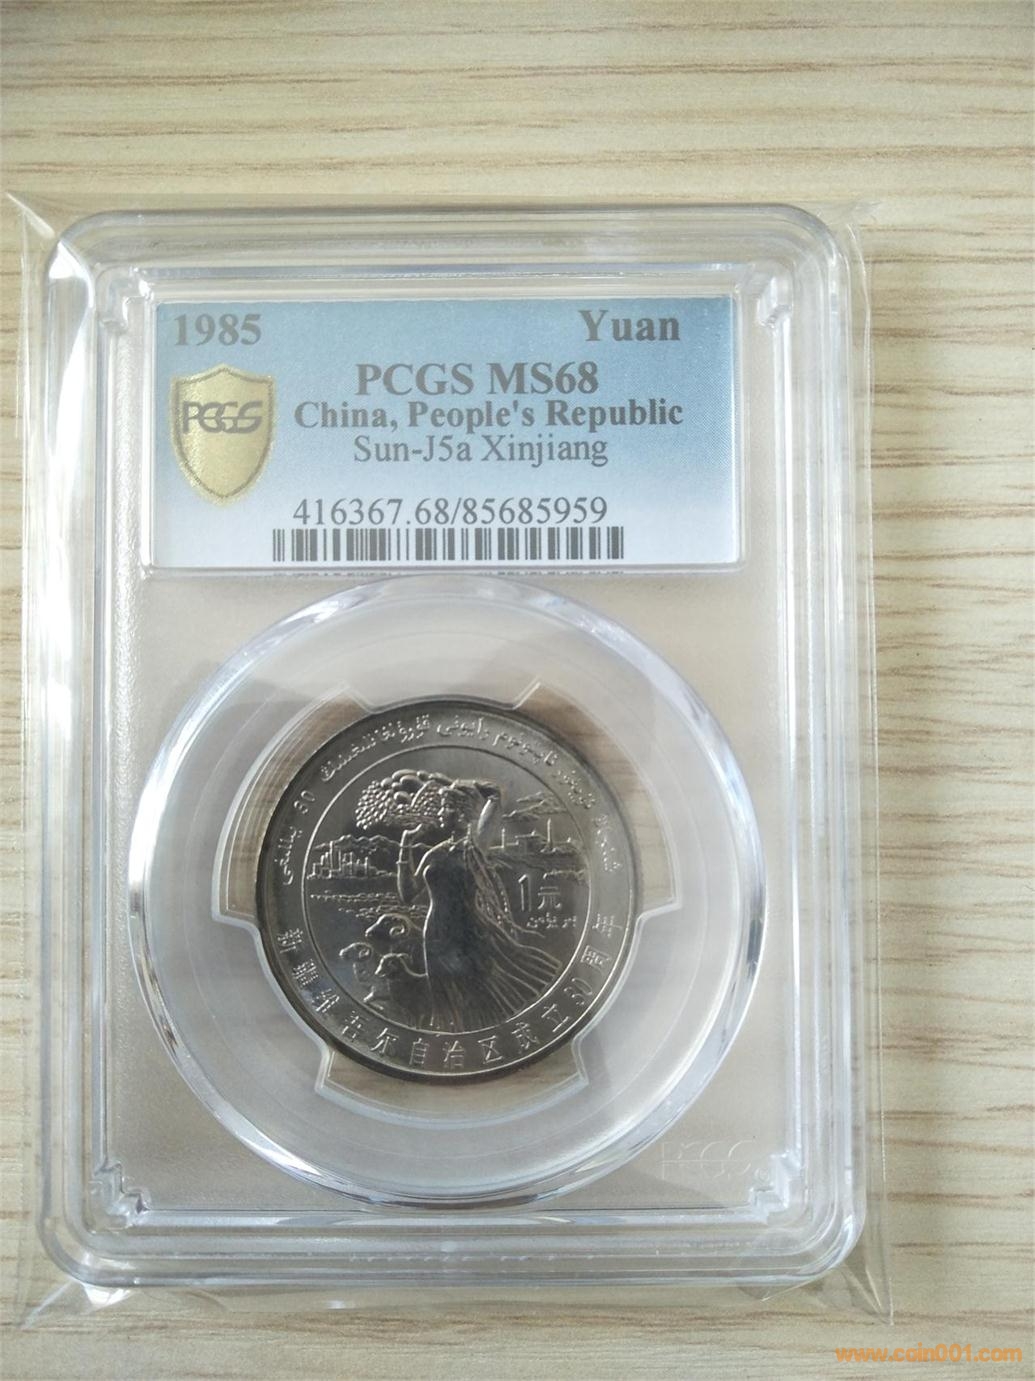 1985
Yuan
PCGS
PCGS MS68
China, People's Republic
Sun-J5a Xinjiang
416367.68/85685959
1元
新疆维吾尔自治区成立30周年
PCGS
www.coin001.com